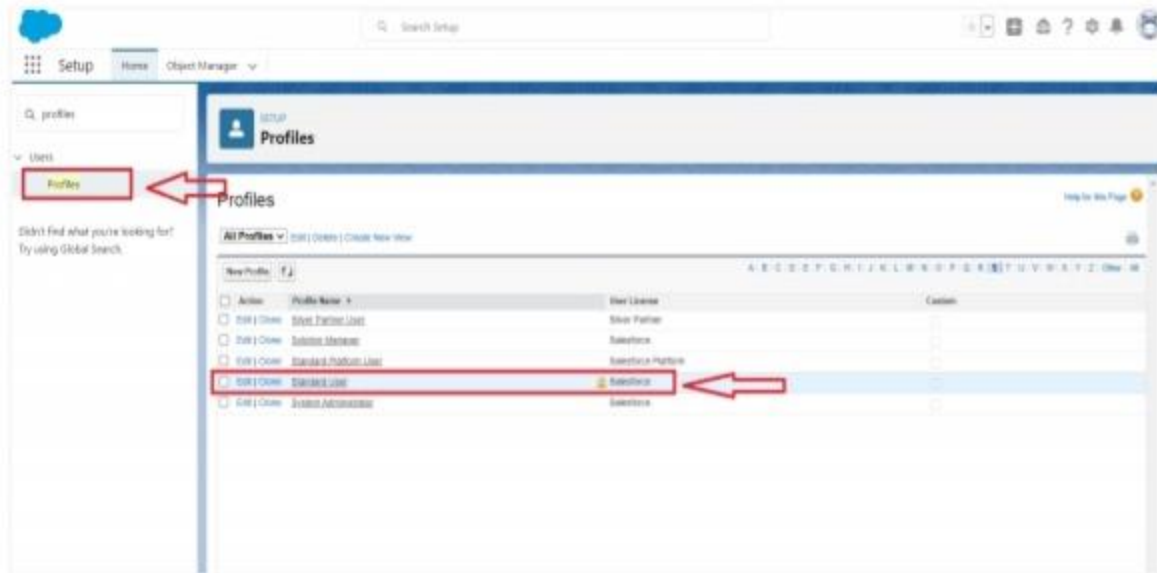 Search Setup
Setup
Home
Object Manager
profiles
Users
Profiles
Didn't find what you're looking for?
Try using Global Search.
SETUP
Profiles
Profiles
Help for this Page
All Profiles Edit | Delete | Create New View
New Profile
A B C D E F G H I J K L M N O P Q R S T U V W X Y Z Other All
Action Profile Name User License Custom
Edit | Clone Silver Partner User Silver Partner
Edit | Clone Solution Manager Salesforce
Edit | Clone Standard Platform User Salesforce Platform
Edit | Clone Standard User Salesforce
Edit | Clone System Administrator Salesforce